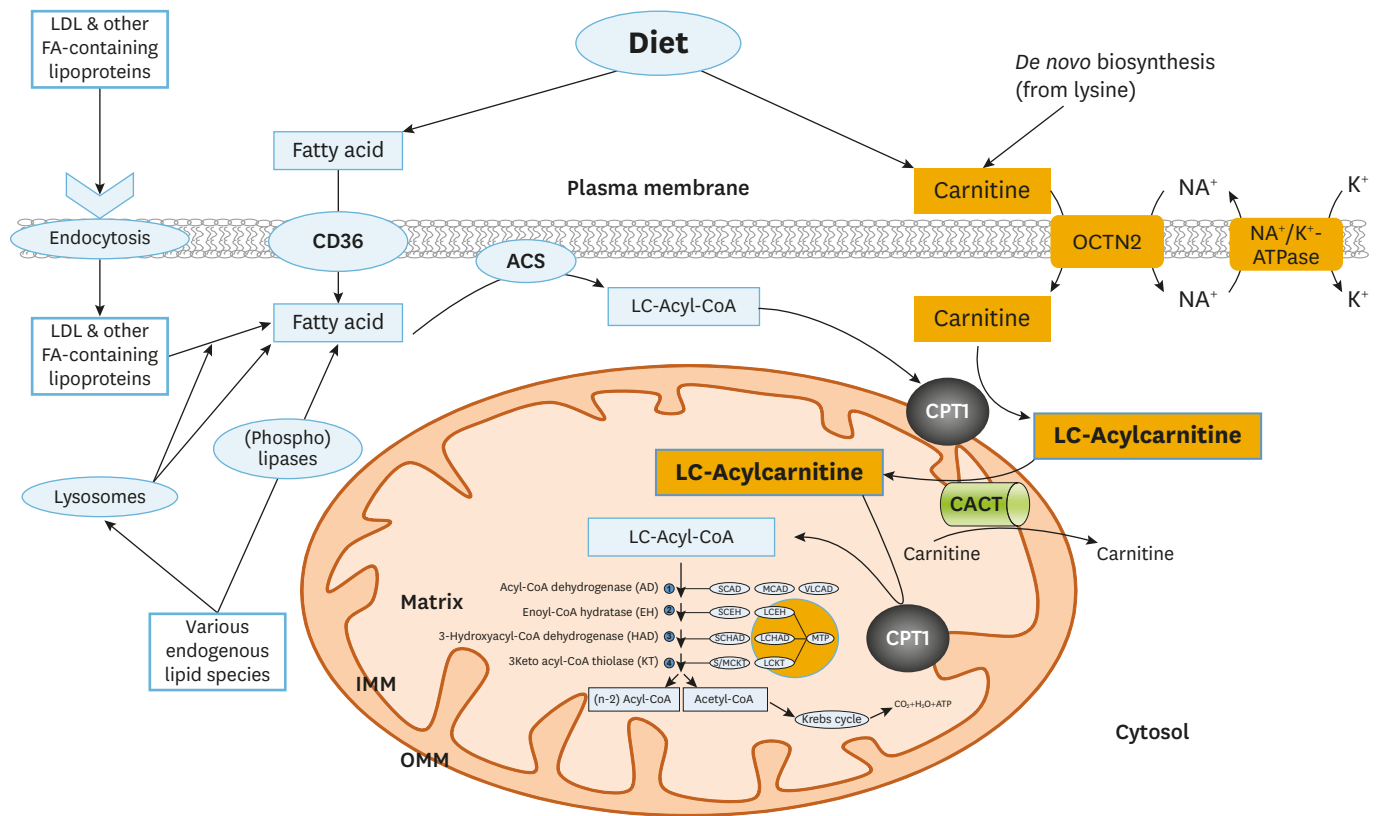 LDL & other
FA-containing
lipoproteins
Diet
De novo biosynthesis
(from lysine)
Fatty acid
Plasma membrane
Carnitine
NA⁺
K⁺
Endocytosis
CD36
ACS
OCTN2
NA⁺/K⁺-
ATPase
LC-Acyl-CoA
NA⁺
K⁺
LDL & other
FA-containing
lipoproteins
Fatty acid
Carnitine
CPT1
LC-Acylcarnitine
(Phospho)
lipases
LC-Acylcarnitine
Lysosomes
CACT
LC-Acyl-CoA
Carnitine
Carnitine
Acyl-CoA dehydrogenase (AD)
1
SCAD
MCAD
VLCAD
Matrix
Enoyl-CoA hydratase (EH)
2
SCEH
LCEH
3-Hydroxyacyl-CoA dehydrogenase (HAD)
3
SCHAD
LCHAD
MTP
CPT1
3Keto acyl-CoA thiolase (KT)
4
S/MCKT
LCKT
Various
endogenous
lipid species
IMM
(n-2) Acyl-CoA
Acetyl-CoA
Krebs cycle
CO₂+H₂O+ATP
OMM
Cytosol